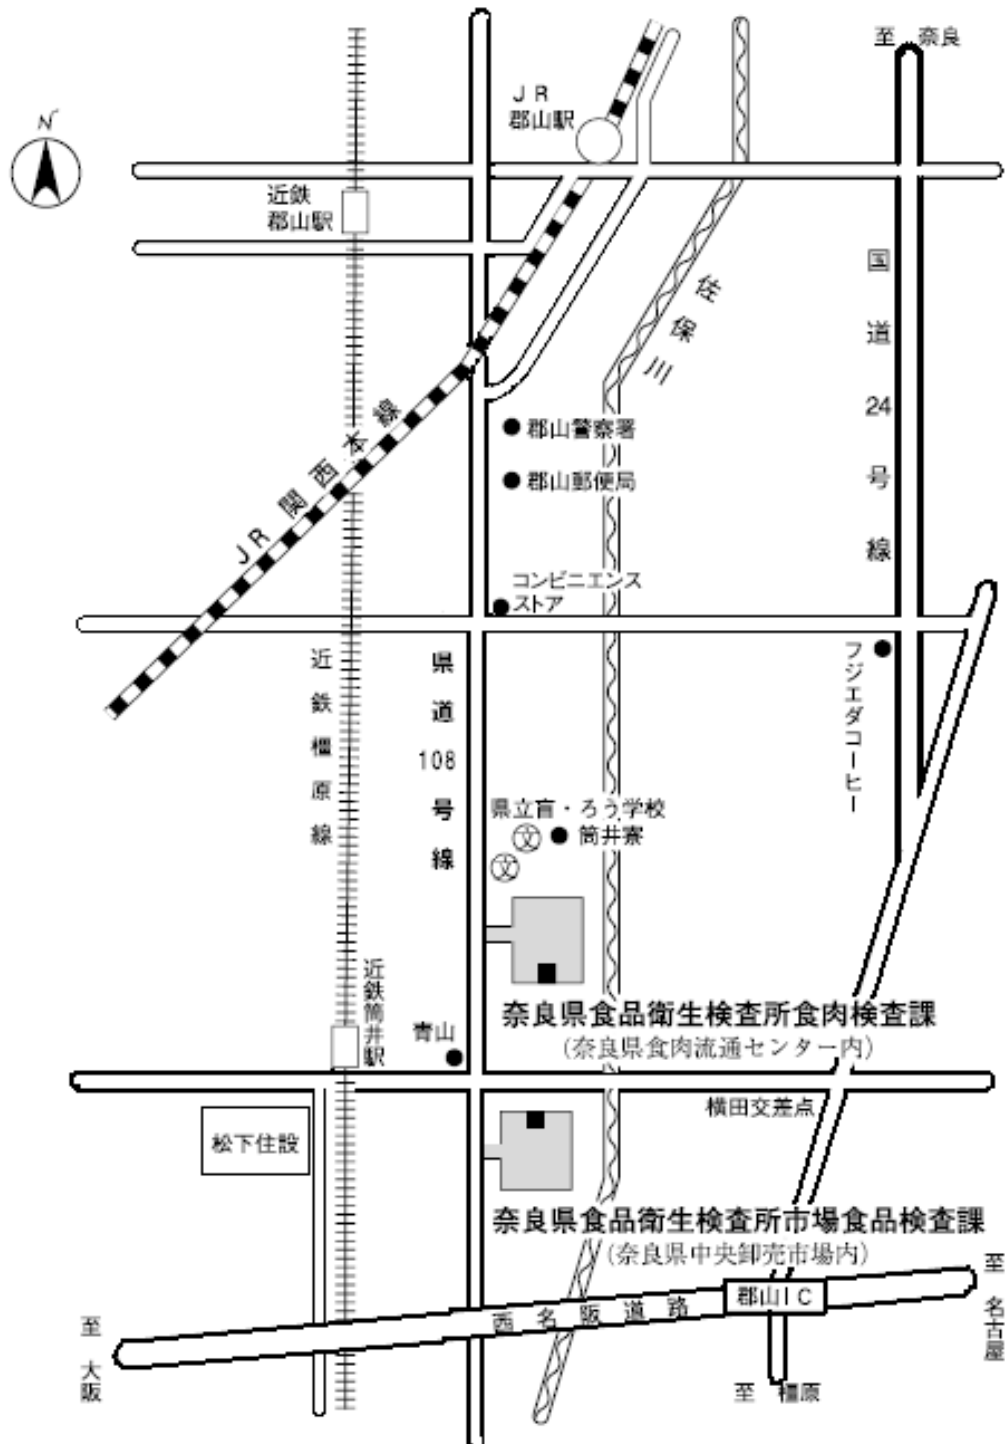 至 奈良
N
JR
郡山駅
近鉄
郡山駅
佐保川
国道24号線
JR関西本線
郡山警察署
郡山郵便局
コンビニエンス
ストア
近鉄橿原線
県道108号線
フジエダコーヒー
県立盲・ろう学校
文
筒井寮
文
近鉄筒井駅
青山
奈良県食品衛生検査所食肉検査課
(奈良県食肉流通センター内)
横田交差点
松下住設
奈良県食品衛生検査所市場食品検査課
(奈良県中央卸売市場内)
至 名古屋
郡山IC
西名阪道路
至 大阪
至 橿原